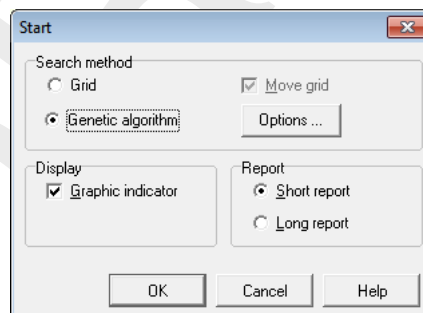 Start
Search method
Grid
Move grid
Genetic algorithm
Options ...
Display
Graphic indicator
Report
Short report
Long report
OK
Cancel
Help